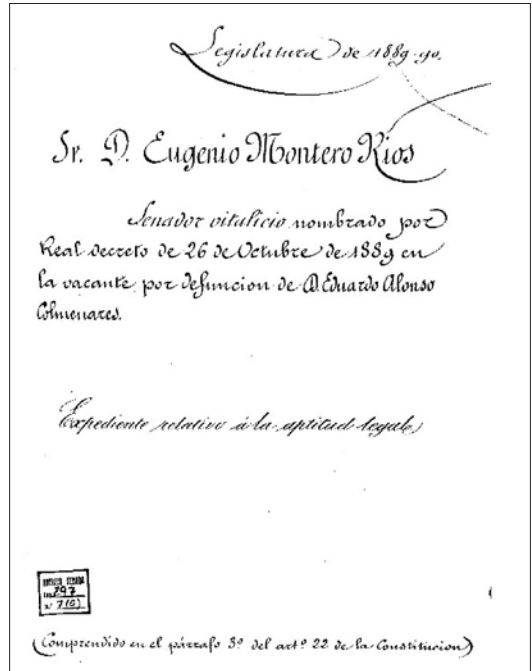 Legislatura de 1889-90.
Sr. D. Eugenio Montero Rios
Senador vitalicio nombrado por
Real decreto de 26 de Octubre de 1889 en
la vacante por defuncion de D. Eduardo Alonso
Colmenares.
Expediente relativo á la aptitud legal
297
(Comprendido en el párrafo 3º del artº 22 de la Constitucion)